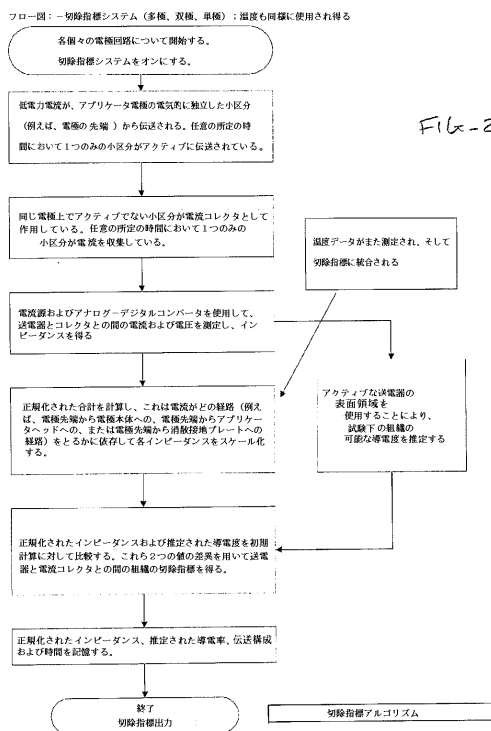 フロー図：－切除指標システム（多極、双極、単極）；温度も同様に使用され得る
各個々の電極回路について開始する。
切除指標システムをオンにする。
低電力電流が、アプリケータ電極の電気的に独立した小区分
（例えば、電極の先端）から伝送される。任意の所定の時
間において１つのみの小区分がアクティブに伝送されている。
FIG-2
同じ電極上でアクティブでない小区分が電流コレクタとして
作用している。任意の所定の時間において１つのみの
小区分が電流を収集している。
温度データがまた測定され、そして
切除指標に統合される
電流源およびアナログ－デジタルコンバータを使用して、
送電器とコレクタとの間の電流および電圧を測定し、イン
ピーダンスを得る
正規化された合計を計算し、これは電流がどの経路（例え
ば、電極先端から電極本体への、電極先端からアプリケー
タヘッドへの、または電極先端から消散接地プレートへの
経路）をとるかに依存して各インピーダンスをスケール化
する。
アクティブな送電器の
表面領域を
使用することにより、
試験下の組織の
可能な導電度を推定する
正規化されたインピーダンスおよび推定された導電度を初期
計算に対して比較する。これら２つの値の差異を用いて送電
器と電流コレクタとの間の組織の切除指標を得る。
正規化されたインピーダンス、推定された導電率、伝送構成
および時間を記憶する。
終了
切除指標出力
切除指標アルゴリズム